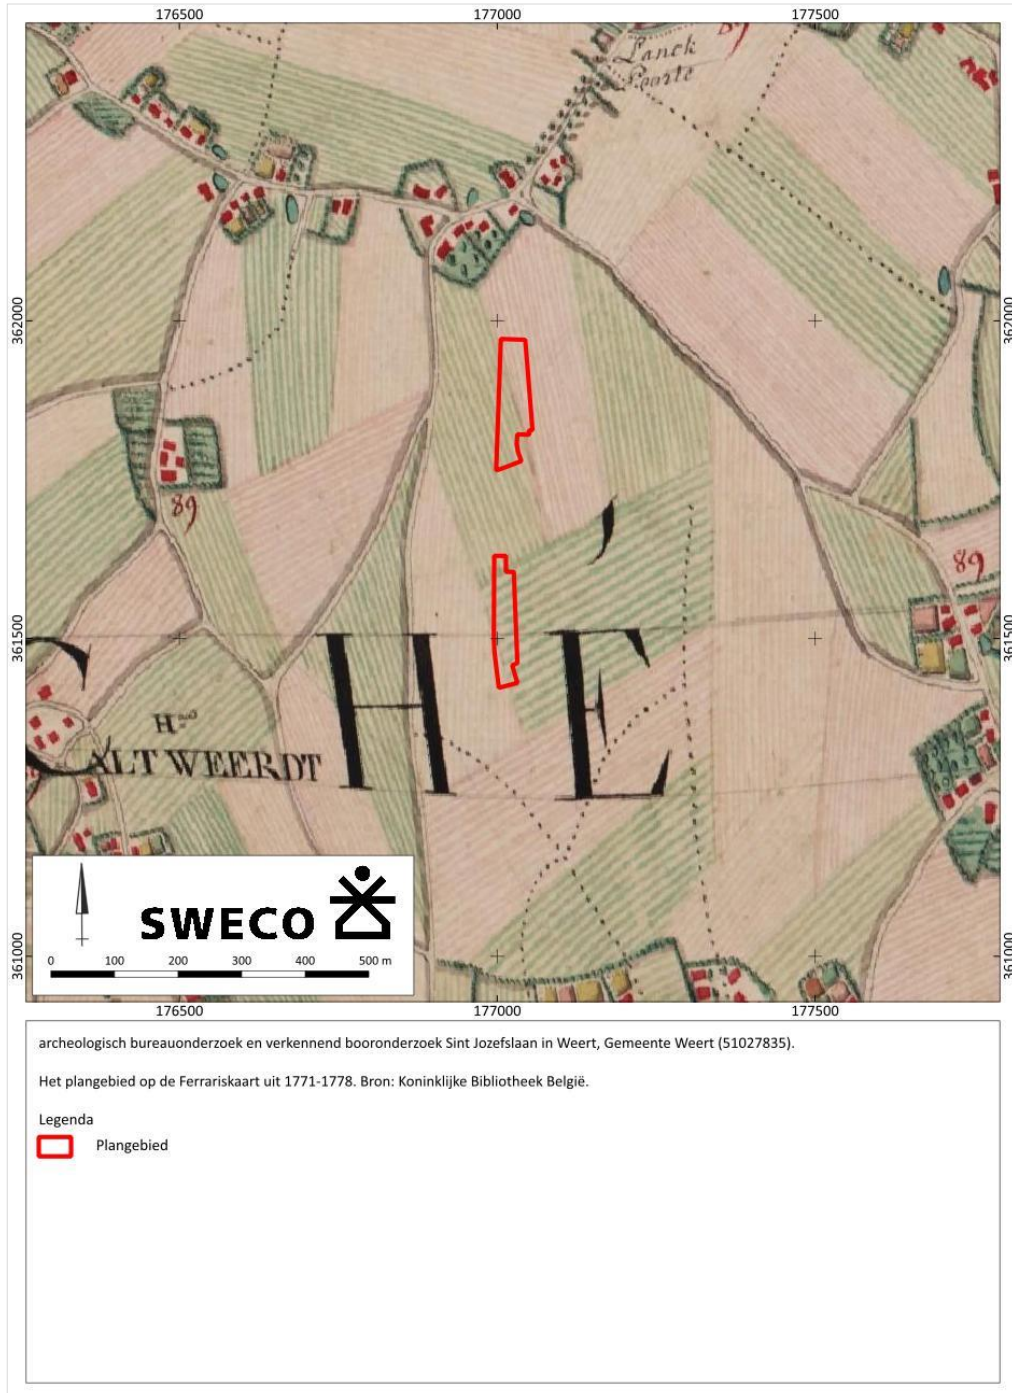 176500 177000 177500
Lanck
Poorte
89
362000 362000
89
89
361500 361500
C H E
H
ALT WEERDT
SWECO
0 100 200 300 400 500 m
361000 361000
176500 177000 177500
archeologisch bureauonderzoek en verkennend booronderzoek Sint Jozefslaan in Weert, Gemeente Weert (51027835).
Het plangebied op de Ferrariskaart uit 1771-1778. Bron: Koninklijke Bibliotheek België.
Legenda
Plangebied